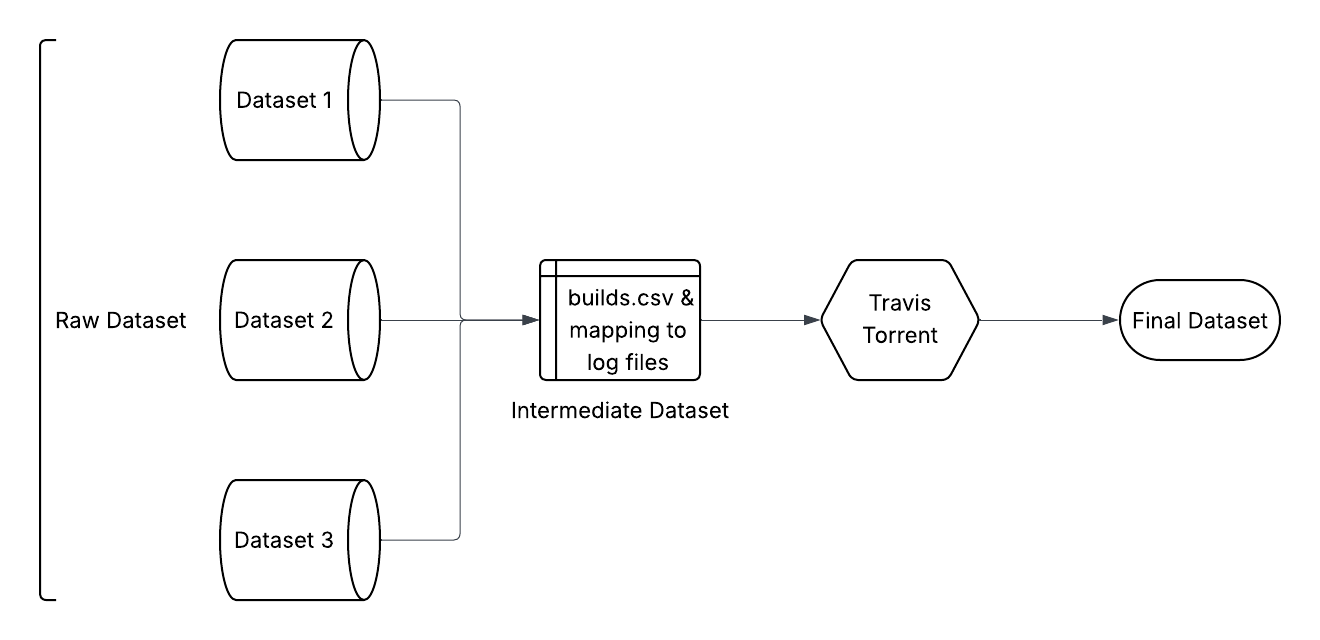 Dataset 1
Raw Dataset
Dataset 2
builds.csv &
mapping to
log files
Intermediate Dataset
Travis
Torrent
Final Dataset
Dataset 3